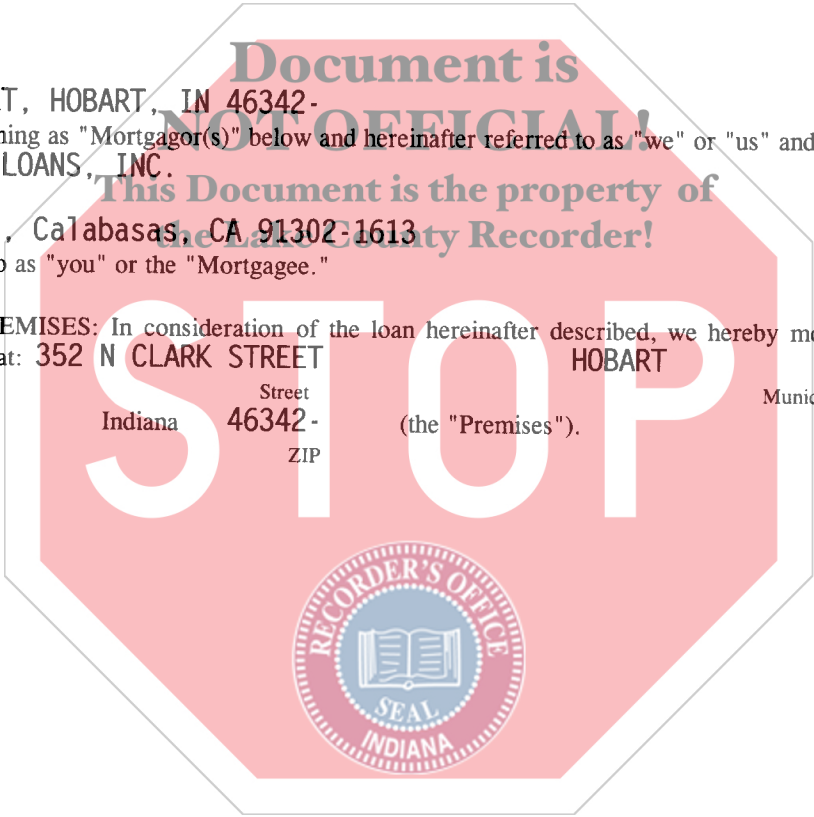 Document is
T, HOBART, IN 46342-
NOT OFFICIAL!
ning as "Mortgagor(s)" below and hereinafter referred to as "we" or "us" and
LOANS, INC.
This Document is the property of
, Calabasas, CA 91302-1613
the Lake County Recorder!
o as "you" or the "Mortgagee."
EMISES: In consideration of the loan hereinafter described, we hereby mo
at: 352 N CLARK STREET HOBART
Street Munic
Indiana 46342- (the "Premises").
ZIP
STOP
RECORDER'S OFFICE
SEAL
INDIANA